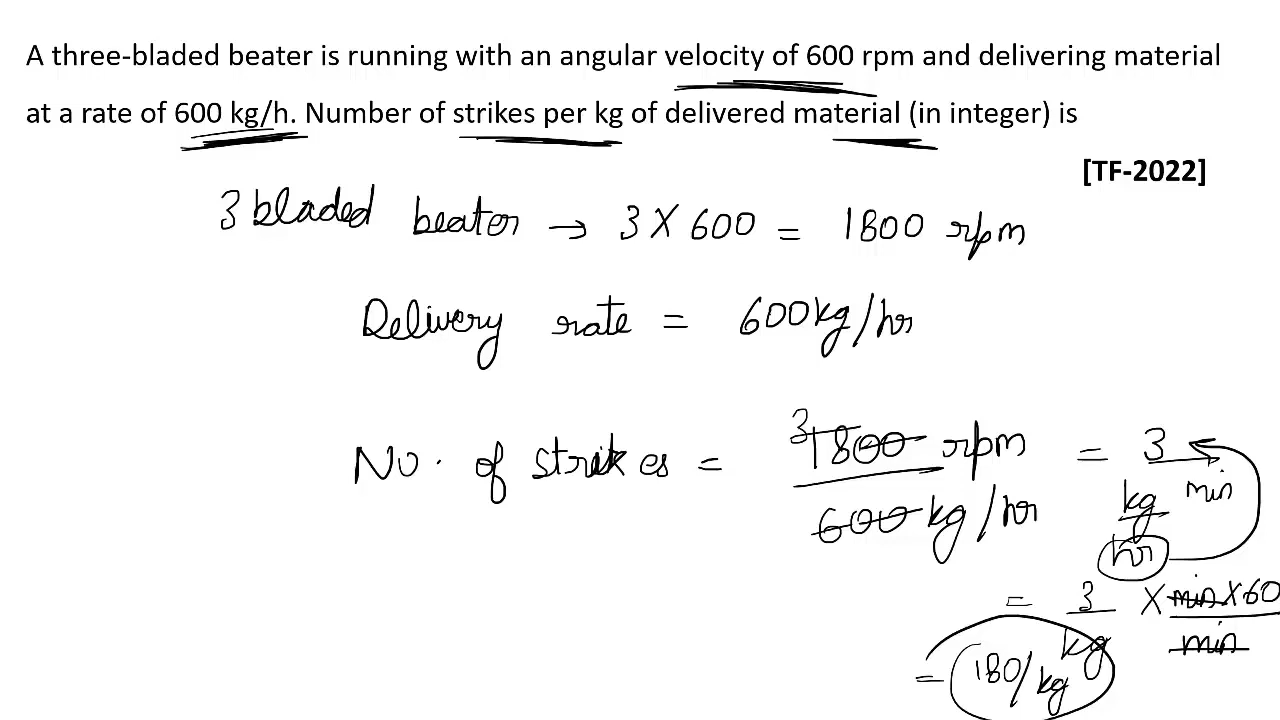 A three-bladed beater is running with an angular velocity of 600 rpm and delivering material
at a rate of 600 kg/h. Number of strikes per kg of delivered material (in integer) is
[TF-2022]
3 bladed beater → 3 X 600 = 1800 rpm
Delivery rate = 600kg/hr
No. of strikes = 3 1800 rpm / 600 kg/hr = 3 / kg/hr min
= 3/kg X min X 60 / min
= 180/kg